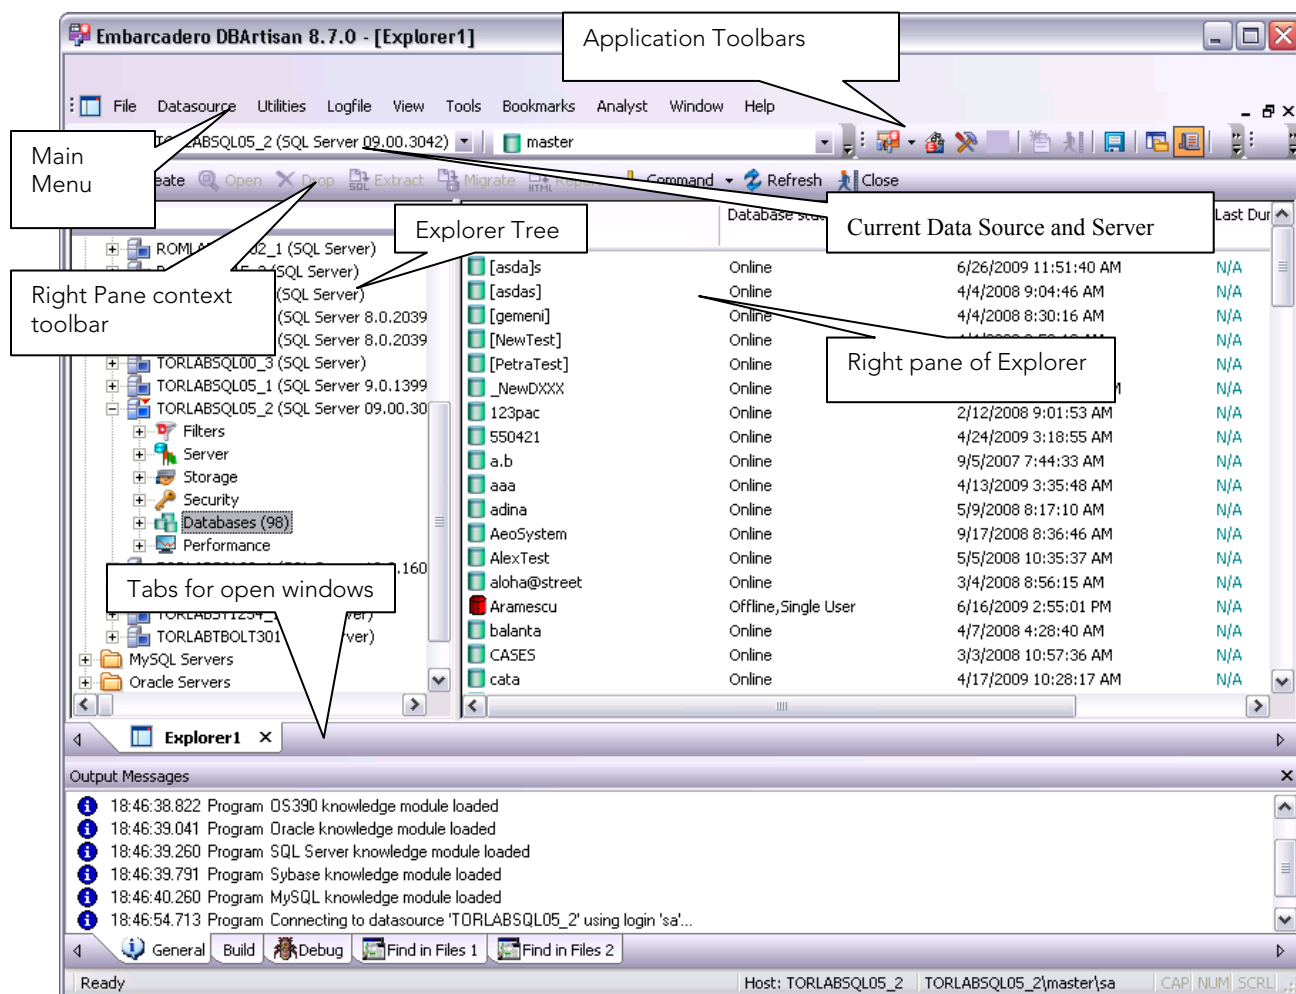 Embarcadero DBArtisan 8.7.0 - [Explorer1]
Application Toolbars
File Datasource Utilities Logfile View Tools Bookmarks Analyst Window Help
Main Menu
TORLABSQL05_2 (SQL Server 09.00.3042) master
Open Drop Extract Migrate Command Refresh Close
Current Data Source and Server
Explorer Tree
Last Dur
Right Pane context toolbar
(SQL Server)
(SQL Server)
(SQL Server)
(SQL Server 8.0.2039
(SQL Server 8.0.2039
TORLABSQL00_3 (SQL Server)
TORLABSQL05_1 (SQL Server 9.0.1399
TORLABSQL05_2 (SQL Server 09.00.30
Filters
Server
Storage
Security
Databases (98)
Performance
Tabs for open windows
TORLABTBOLT301
MySQL Servers
Oracle Servers
[asda]s Online 6/26/2009 11:51:40 AM N/A
[asdas] Online 4/4/2008 9:04:46 AM N/A
[gemeni] Online 4/4/2008 8:30:16 AM N/A
[NewTest] Online N/A
[PetraTest] Online N/A
Right pane of Explorer
_NewDXXX Online N/A
123pac Online 2/12/2008 9:01:53 AM N/A
550421 Online 4/24/2009 3:18:55 AM N/A
a.b Online 9/5/2007 7:44:33 AM N/A
aaa Online 4/13/2009 3:35:48 AM N/A
adina Online 5/9/2008 8:17:10 AM N/A
AeoSystem Online 9/17/2008 8:36:46 AM N/A
AlexTest Online 5/5/2008 10:35:37 AM N/A
aloha@street Online 3/4/2008 8:56:15 AM N/A
Aramescu Offline,Single User 6/16/2009 2:55:01 PM N/A
balanta Online 4/7/2008 4:28:40 AM N/A
CASES Online 3/3/2008 10:57:36 AM N/A
cata Online 4/17/2009 10:28:17 AM N/A
Explorer1
Output Messages
18:46:38.822 Program OS390 knowledge module loaded
18:46:39.041 Program Oracle knowledge module loaded
18:46:39.260 Program SQL Server knowledge module loaded
18:46:39.791 Program Sybase knowledge module loaded
18:46:40.260 Program MySQL knowledge module loaded
18:46:54.713 Program Connecting to datasource 'TORLABSQL05_2' using login 'sa'...
General Build Debug Find in Files 1 Find in Files 2
Ready Host: TORLABSQL05_2 TORLABSQL05_2\master\sa CAP NUM SCRL